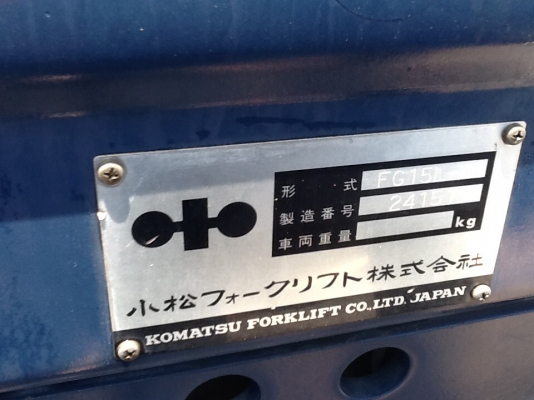 形式 FG15
製造番号 2415
車両重量 kg
小松フォークリフト株式会社
KOMATSU FORKLIFT CO.,LTD. JAPAN